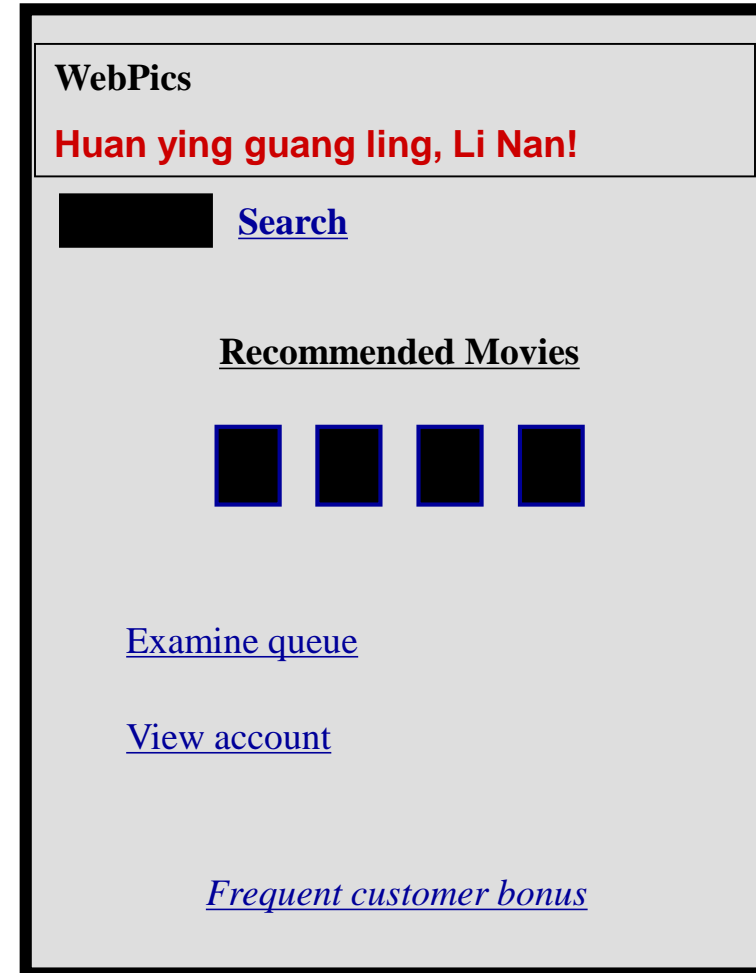 WebPics
Huan ying guang ling, Li Nan!
Search
Recommended Movies
Examine queue
View account
Frequent customer bonus